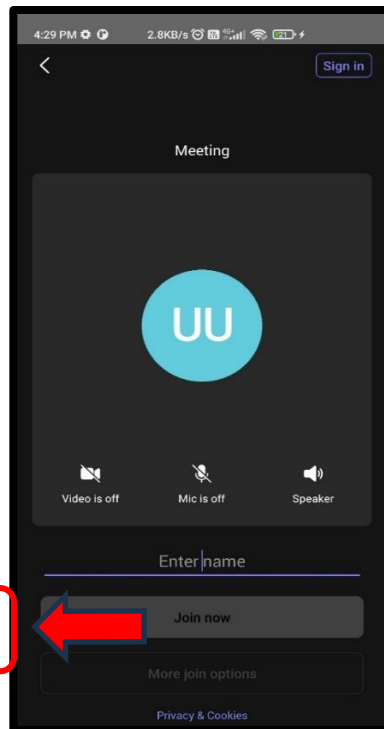 4:29 PM 2.8KB/s 4G 21
Sign in
Meeting
UU
Video is off Mic is off Speaker
Enter name
Join now
More join options
Privacy & Cookies